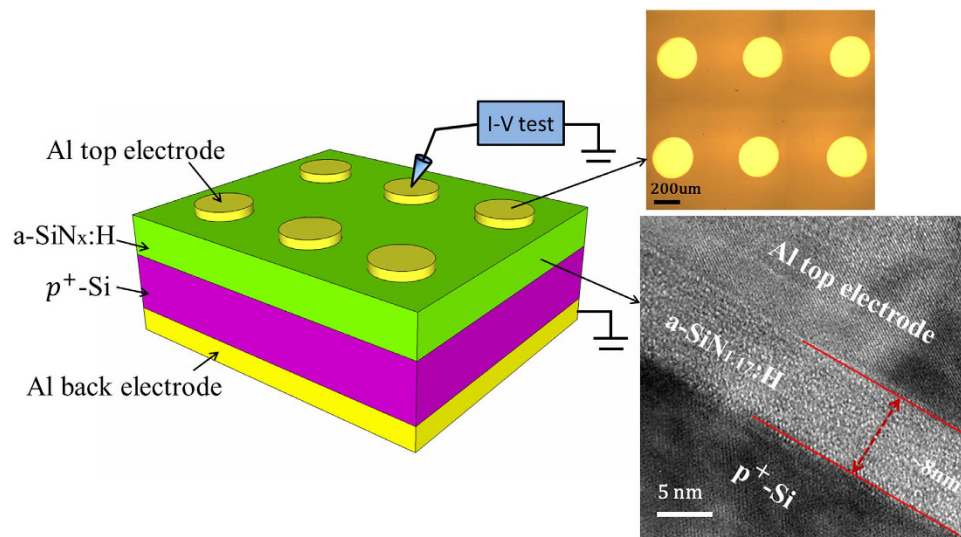 I-V test
Al top electrode
a-SiNx:H
p+-Si
Al back electrode
200um
Al top electrode
a-SiN1.17:H
~8nm
p+-Si
5 nm